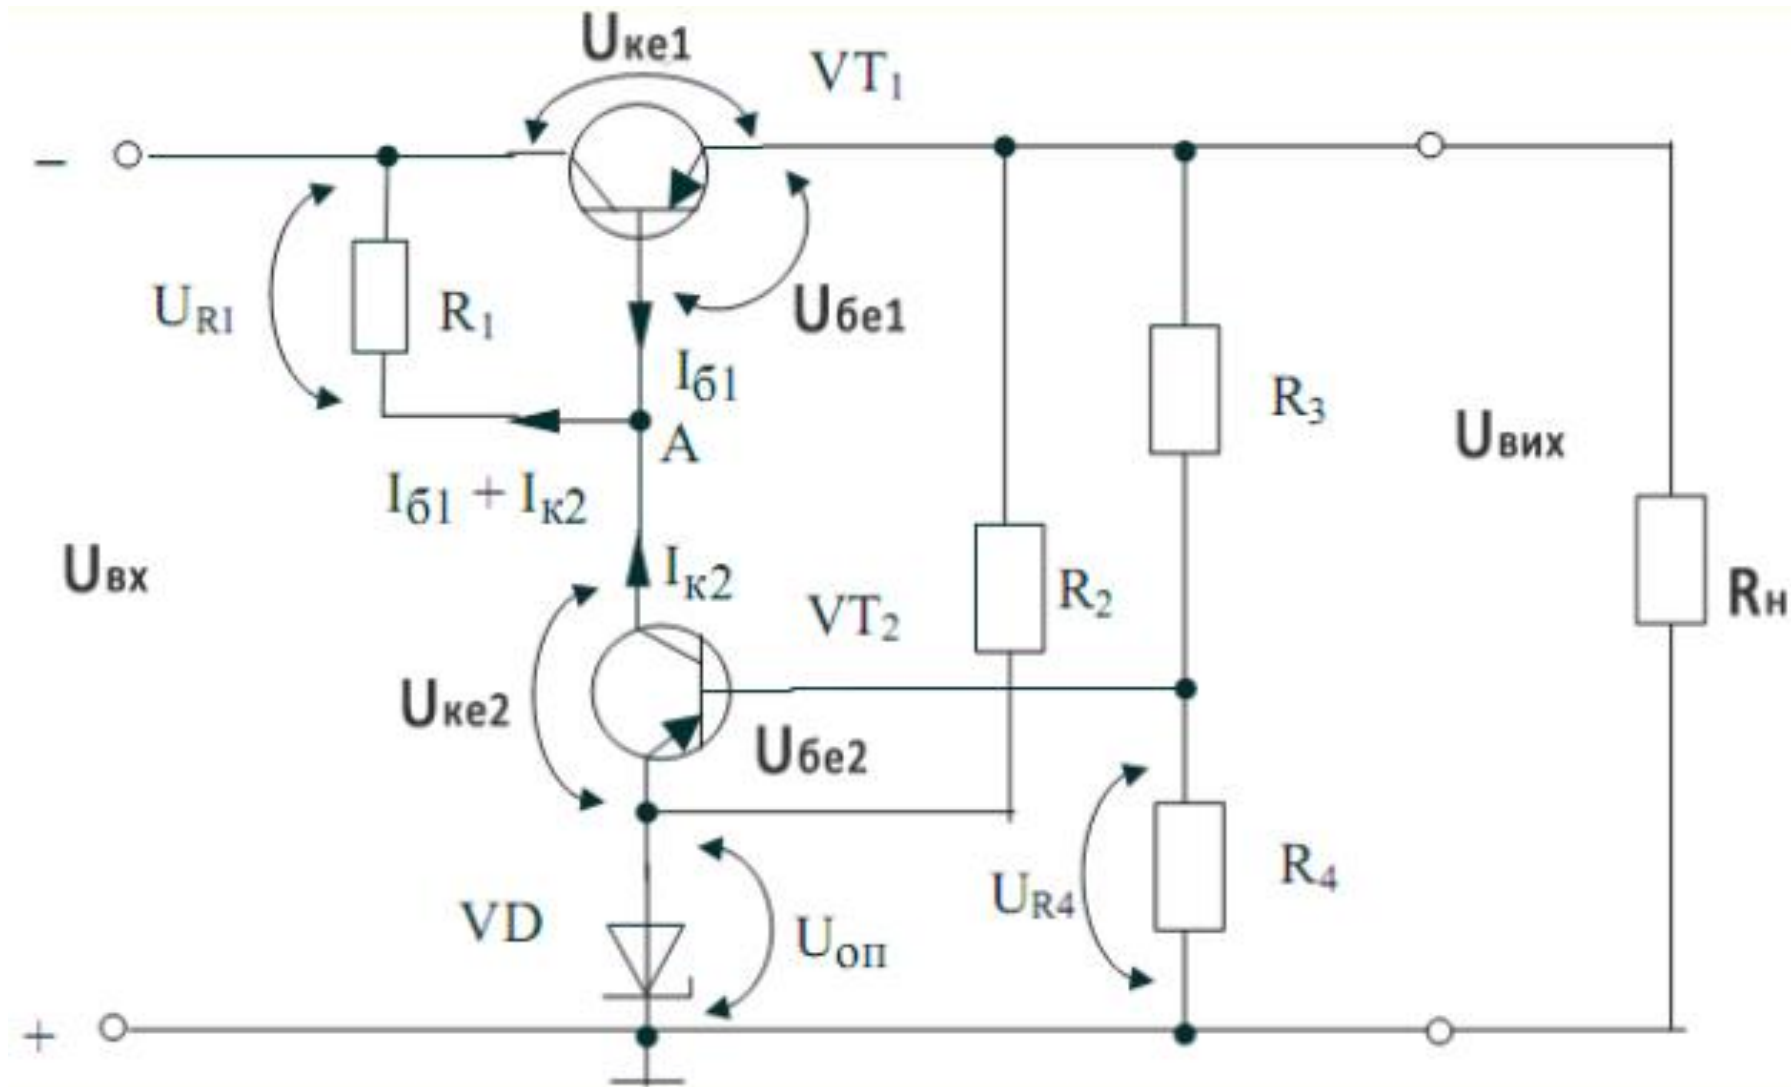 Uке1
VT1
–
UR1
R1
Uбе1
Iб1
R3
A
Uвих
Iб1 + Iк2
Uвх
Iк2
VT2
R2
Rн
Uке2
Uбе2
R4
UR4
VD
Uоп
+